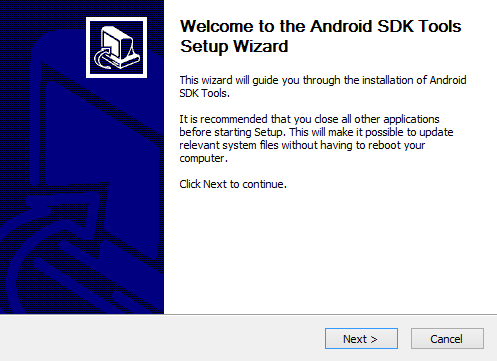 Welcome to the Android SDK Tools
Setup Wizard
This wizard will guide you through the installation of Android
SDK Tools.
It is recommended that you close all other applications
before starting Setup. This will make it possible to update
relevant system files without having to reboot your
computer.
Click Next to continue.
Next >
Cancel